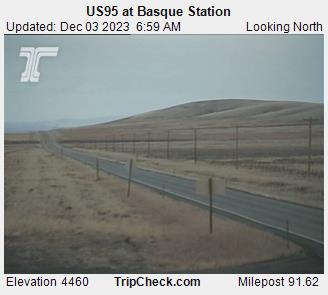 US95 at Basque Station
Updated: Dec 03 2023 6:59 AM Looking North
Elevation 4460 TripCheck.com Milepost 91.62